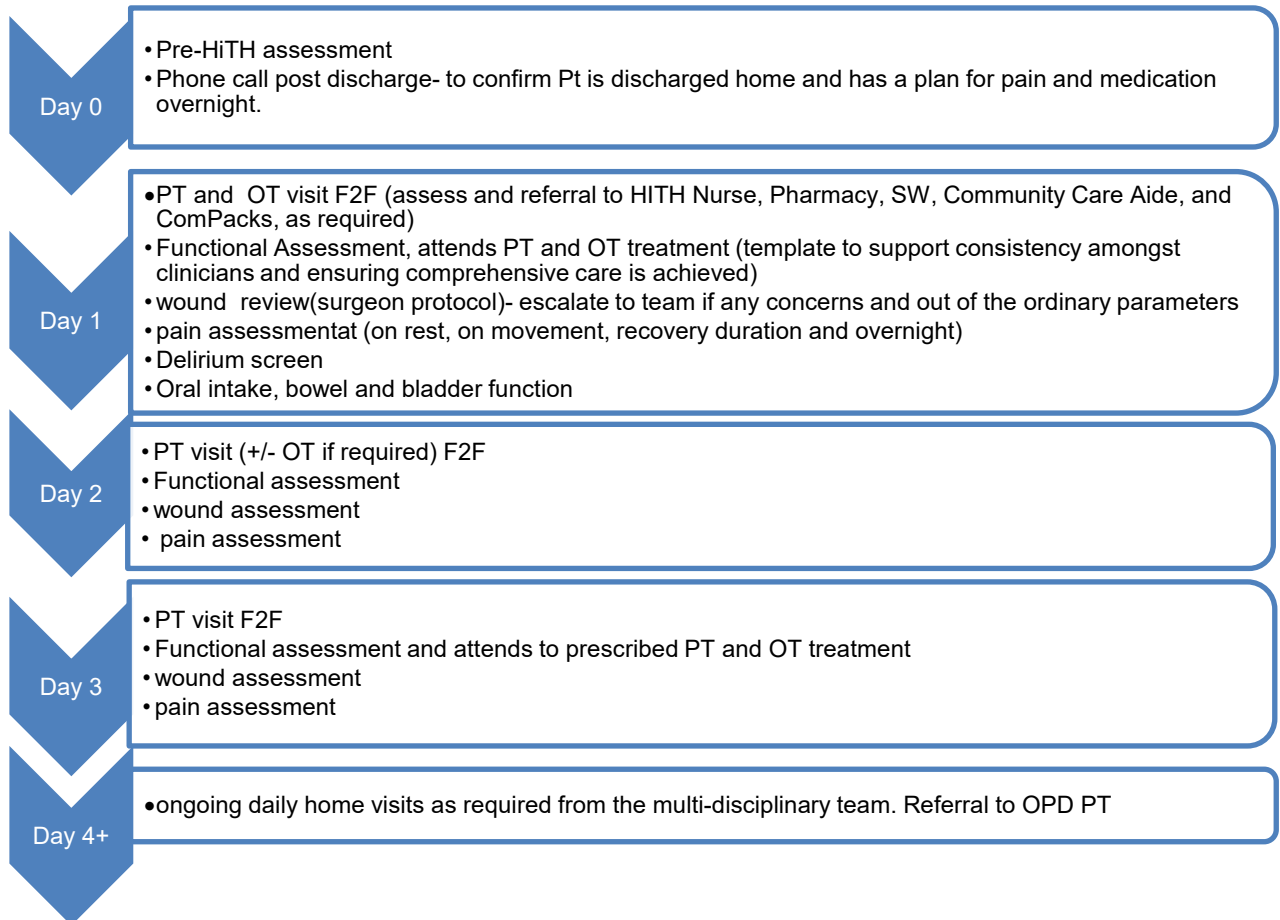 Day 0
•Pre-HiTH assessment
•Phone call post discharge- to confirm Pt is discharged home and has a plan for pain and medication
overnight.
Day 1
•PT and  OT visit F2F (assess and referral to HITH Nurse, Pharmacy, SW, Community Care Aide, and
ComPacks, as required)
•Functional Assessment, attends PT and OT treatment (template to support consistency amongst
clinicians and ensuring comprehensive care is achieved)
•wound  review(surgeon protocol)- escalate to team if any concerns and out of the ordinary parameters
•pain assessmentat (on rest, on movement, recovery duration and overnight)
•Delirium screen
•Oral intake, bowel and bladder function
Day 2
•PT visit (+/- OT if required) F2F
•Functional assessment
•wound assessment
• pain assessment
Day 3
•PT visit F2F
•Functional assessment and attends to prescribed PT and OT treatment
•wound assessment
•pain assessment
Day 4+
•ongoing daily home visits as required from the multi-disciplinary team. Referral to OPD PT